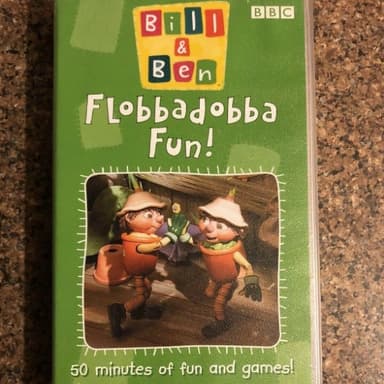 Bill
&
Ben
BBC
FLobbadobba
Fun!
50 minutes of fun and games!